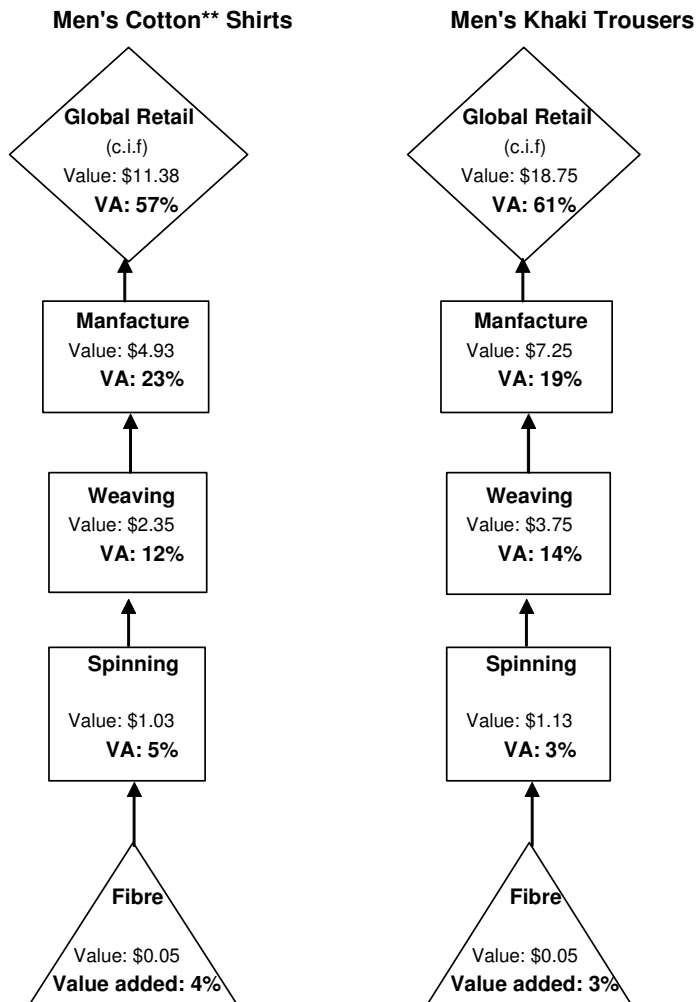 Men's Cotton** Shirts
Global Retail
(c.i.f)
Value: $11.38
VA: 57%
Manfacture
Value: $4.93
VA: 23%
Weaving
Value: $2.35
VA: 12%
Spinning
Value: $1.03
VA: 5%
Fibre
Value: $0.05
Value added: 4%
Men's Khaki Trousers
Global Retail
(c.i.f)
Value: $18.75
VA: 61%
Manfacture
Value: $7.25
VA: 19%
Weaving
Value: $3.75
VA: 14%
Spinning
Value: $1.13
VA: 3%
Fibre
Value: $0.05
Value added: 3%